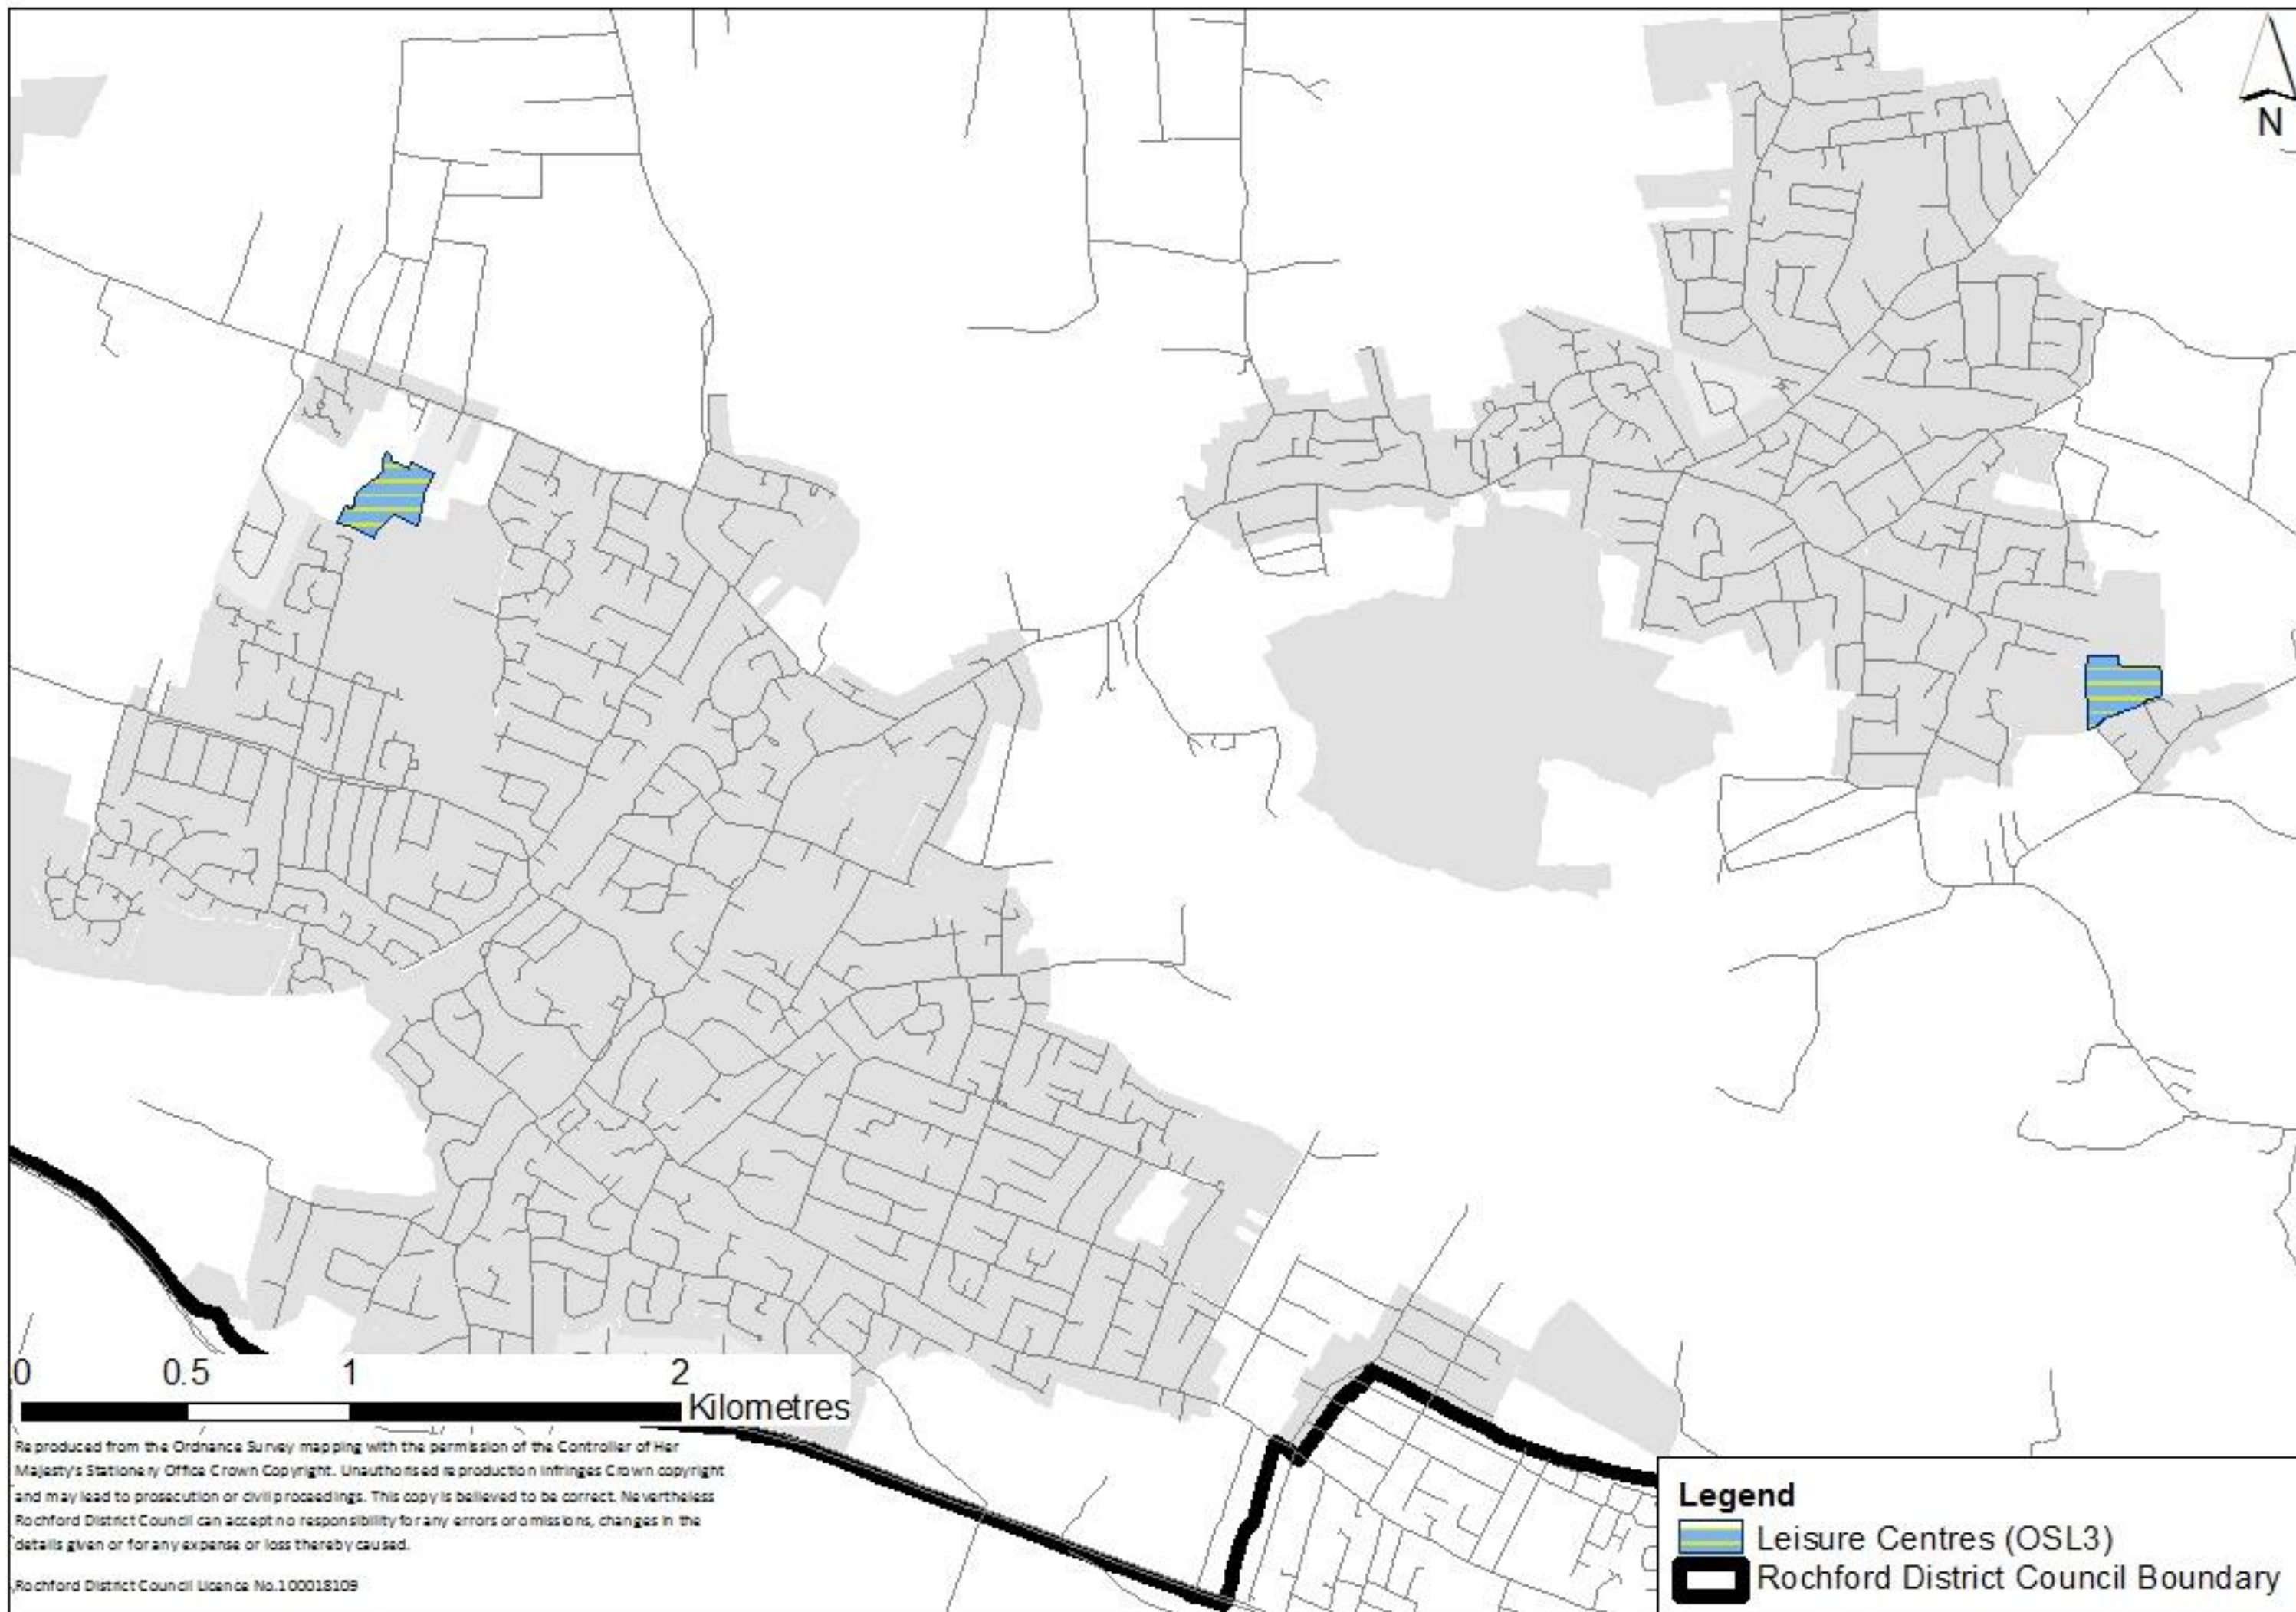 N
0 0.5 1 2
Kilometres
Reproduced from the Ordnance Survey mapping with the permission of the Controller of Her
Majesty's Stationery Office Crown Copyright. Unauthorised reproduction infringes Crown copyright
and may lead to prosecution or civil proceedings. This copy is believed to be correct. Nevertheless
Rochford District Council can accept no responsibility for any errors or omissions, changes in the
details given or for any expense or loss thereby caused.
Rochford District Council Licence No.100018109
Legend
Leisure Centres (OSL3)
Rochford District Council Boundary